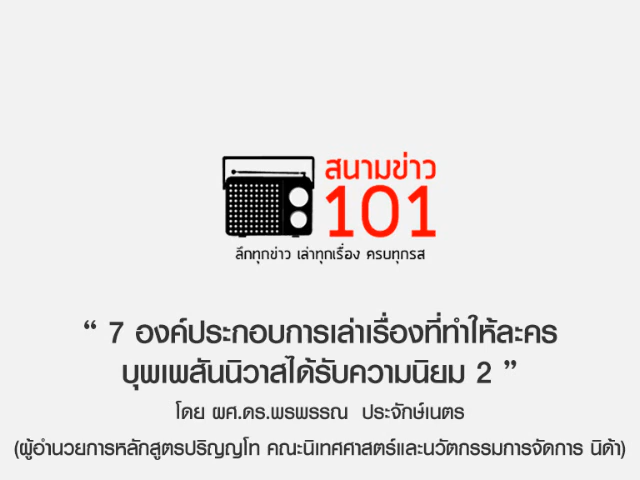 สนามข่าว
101
ลึกทุกข่าว เล่าทุกเรื่อง ครบทุกรส
“ 7 องค์ประกอบการเล่าเรื่องที่ทำให้ละคร
บุพเพสันนิวาสได้รับความนิยม 2 ”
โดย ผศ.ดร.พรพรรณ ประจักษ์เนตร
(ผู้อำนวยการหลักสูตรปริญญโท คณะนิเทศศาสตร์และนวัตกรรมการจัดการ นิด้า)